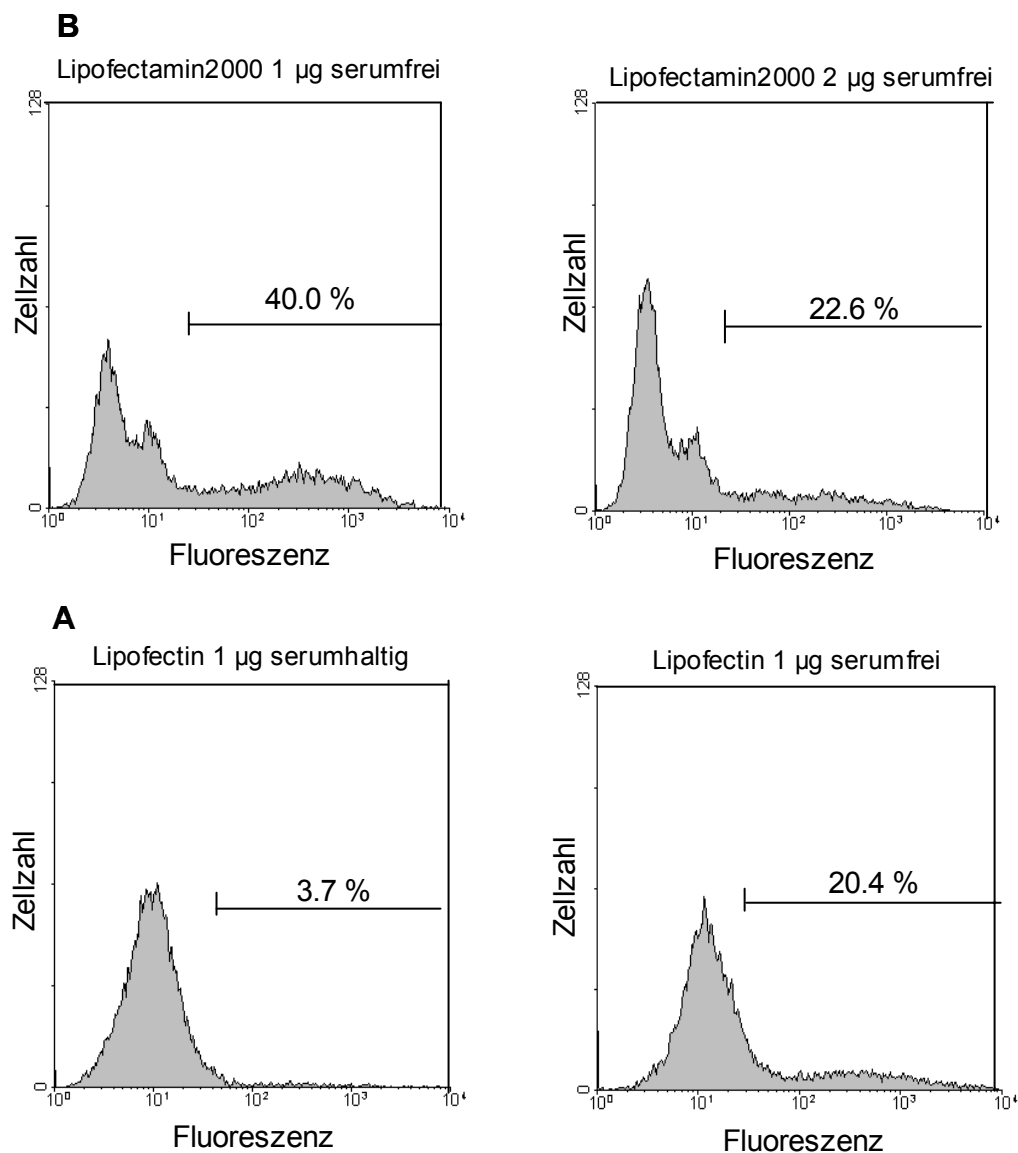 B
Lipofectamin2000 1 µg serumfrei
128
Zellzahl
40.0 %
0
10⁰ 10¹ 10² 10³ 10⁴
Fluoreszenz
Lipofectamin2000 2 µg serumfrei
128
Zellzahl
22.6 %
0
10⁰ 10¹ 10² 10³ 10⁴
Fluoreszenz
A
Lipofectin 1 µg serumhaltig
128
Zellzahl
3.7 %
0
10⁰ 10¹ 10² 10³ 10⁴
Fluoreszenz
Lipofectin 1 µg serumfrei
128
Zellzahl
20.4 %
0
10⁰ 10¹ 10² 10³ 10⁴
Fluoreszenz